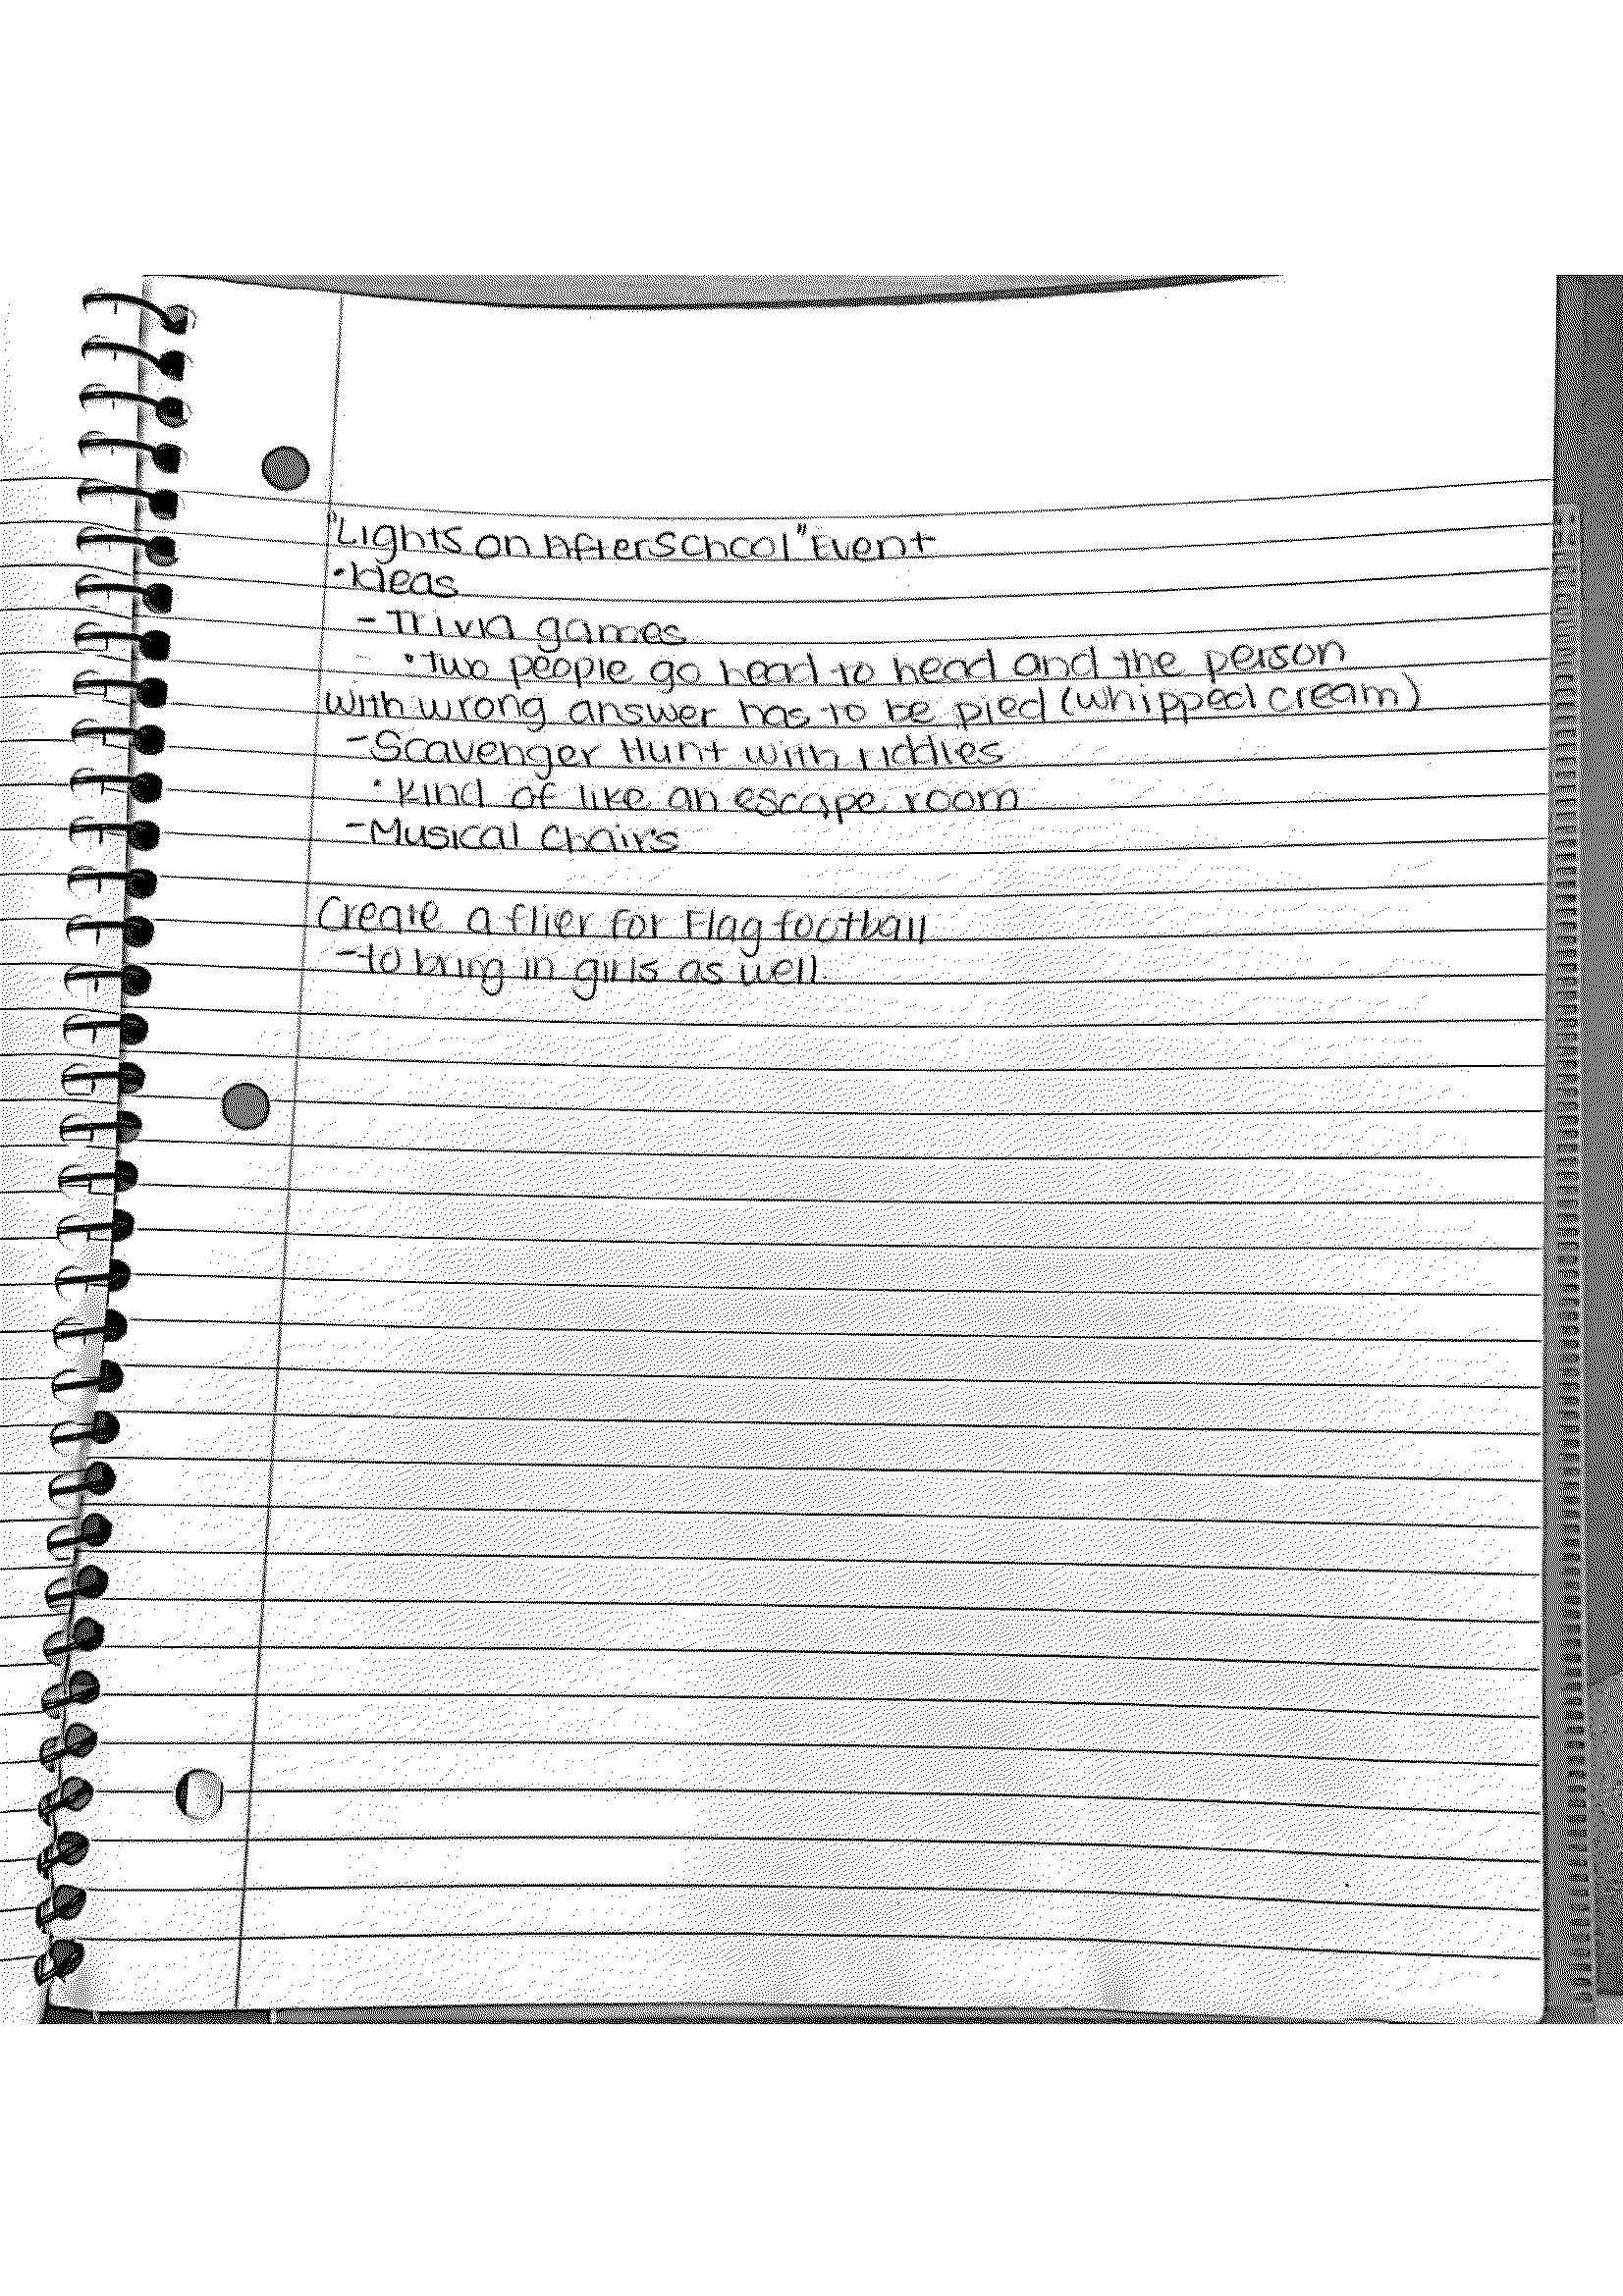 "Lights on Afterschool" Event
• Ideas
- Trivia games
• Two people go head to head and the person
with wrong answer has to be pied (whipped cream)
- Scavenger Hunt with riddles
• Kind of like an escape room
- Musical Chairs
Create a flier for Flag football
- to bring in girls as well